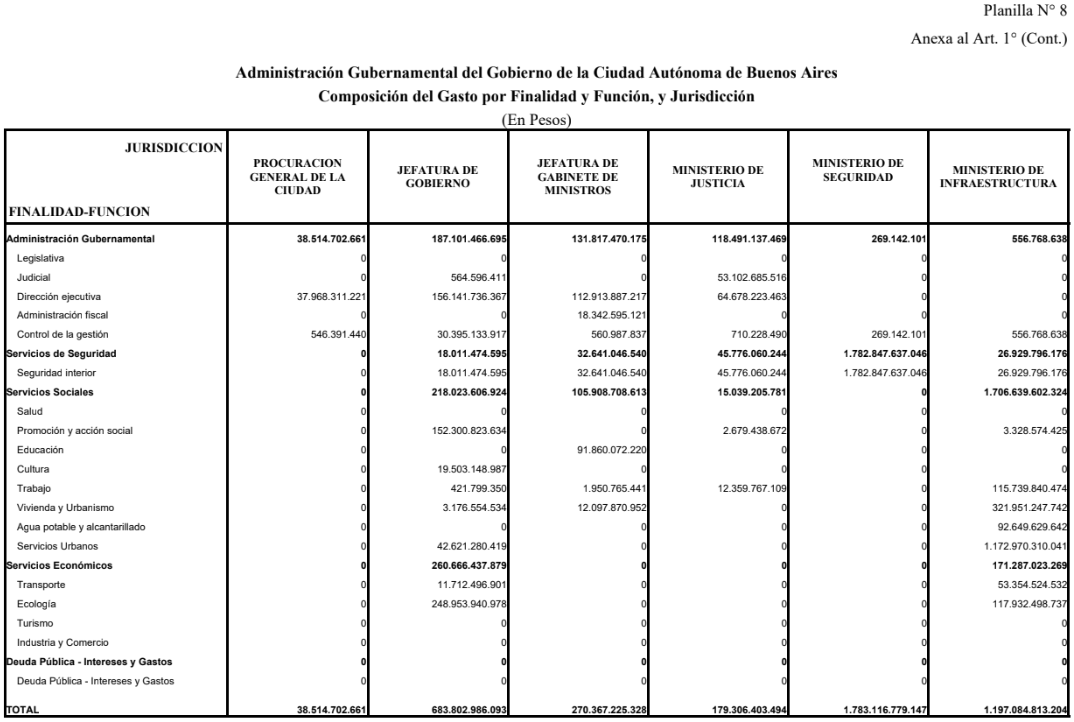 Planilla N° 8
Anexa al Art. 1° (Cont.)
Administración Gubernamental del Gobierno de la Ciudad Autónoma de Buenos Aires
Composición del Gasto por Finalidad y Función, y Jurisdicción
(En Pesos)
JURISDICCION
FINALIDAD-FUNCION
PROCURACION GENERAL DE LA CIUDAD
JEFATURA DE GOBIERNO
JEFATURA DE GABINETE DE MINISTROS
MINISTERIO DE JUSTICIA
MINISTERIO DE SEGURIDAD
MINISTERIO DE INFRAESTRUCTURA
Administración Gubernamental 38.514.702.661 187.101.466.695 131.817.470.175 118.491.137.469 269.142.101 556.768.638
Legislativa 0 0 0 0 0 0
Judicial 0 564.596.411 0 53.102.685.516 0 0
Dirección ejecutiva 37.968.311.221 156.141.736.367 112.913.887.217 64.678.223.463 0 0
Administración fiscal 0 0 18.342.595.121 0 0 0
Control de la gestión 546.391.440 30.395.133.917 560.987.837 710.228.490 269.142.101 556.768.638
Servicios de Seguridad 0 18.011.474.595 32.641.046.540 45.776.060.244 1.782.847.637.046 26.929.796.176
Seguridad interior 0 18.011.474.595 32.641.046.540 45.776.060.244 1.782.847.637.046 26.929.796.176
Servicios Sociales 0 218.023.606.924 105.908.708.613 15.039.205.781 0 1.706.639.602.324
Salud 0 0 0 0 0 0
Promoción y acción social 0 152.300.823.634 0 2.679.438.672 0 3.328.574.425
Educación 0 0 91.860.072.220 0 0 0
Cultura 0 19.503.148.987 0 0 0 0
Trabajo 0 421.799.350 1.950.765.441 12.359.767.109 0 115.739.840.474
Vivienda y Urbanismo 0 3.176.554.534 12.097.870.952 0 0 321.951.247.742
Agua potable y alcantarillado 0 0 0 0 0 92.649.629.642
Servicios Urbanos 0 42.621.280.419 0 0 0 1.172.970.310.041
Servicios Económicos 0 260.666.437.879 0 0 0 171.287.023.269
Transporte 0 11.712.496.901 0 0 0 53.354.524.532
Ecología 0 248.953.940.978 0 0 0 117.932.498.737
Turismo 0 0 0 0 0 0
Industria y Comercio 0 0 0 0 0 0
Deuda Pública - Intereses y Gastos 0 0 0 0 0 0
Deuda Pública - Intereses y Gastos 0 0 0 0 0 0
TOTAL 38.514.702.661 683.802.986.093 270.367.225.328 179.306.403.494 1.783.116.779.147 1.197.084.813.204